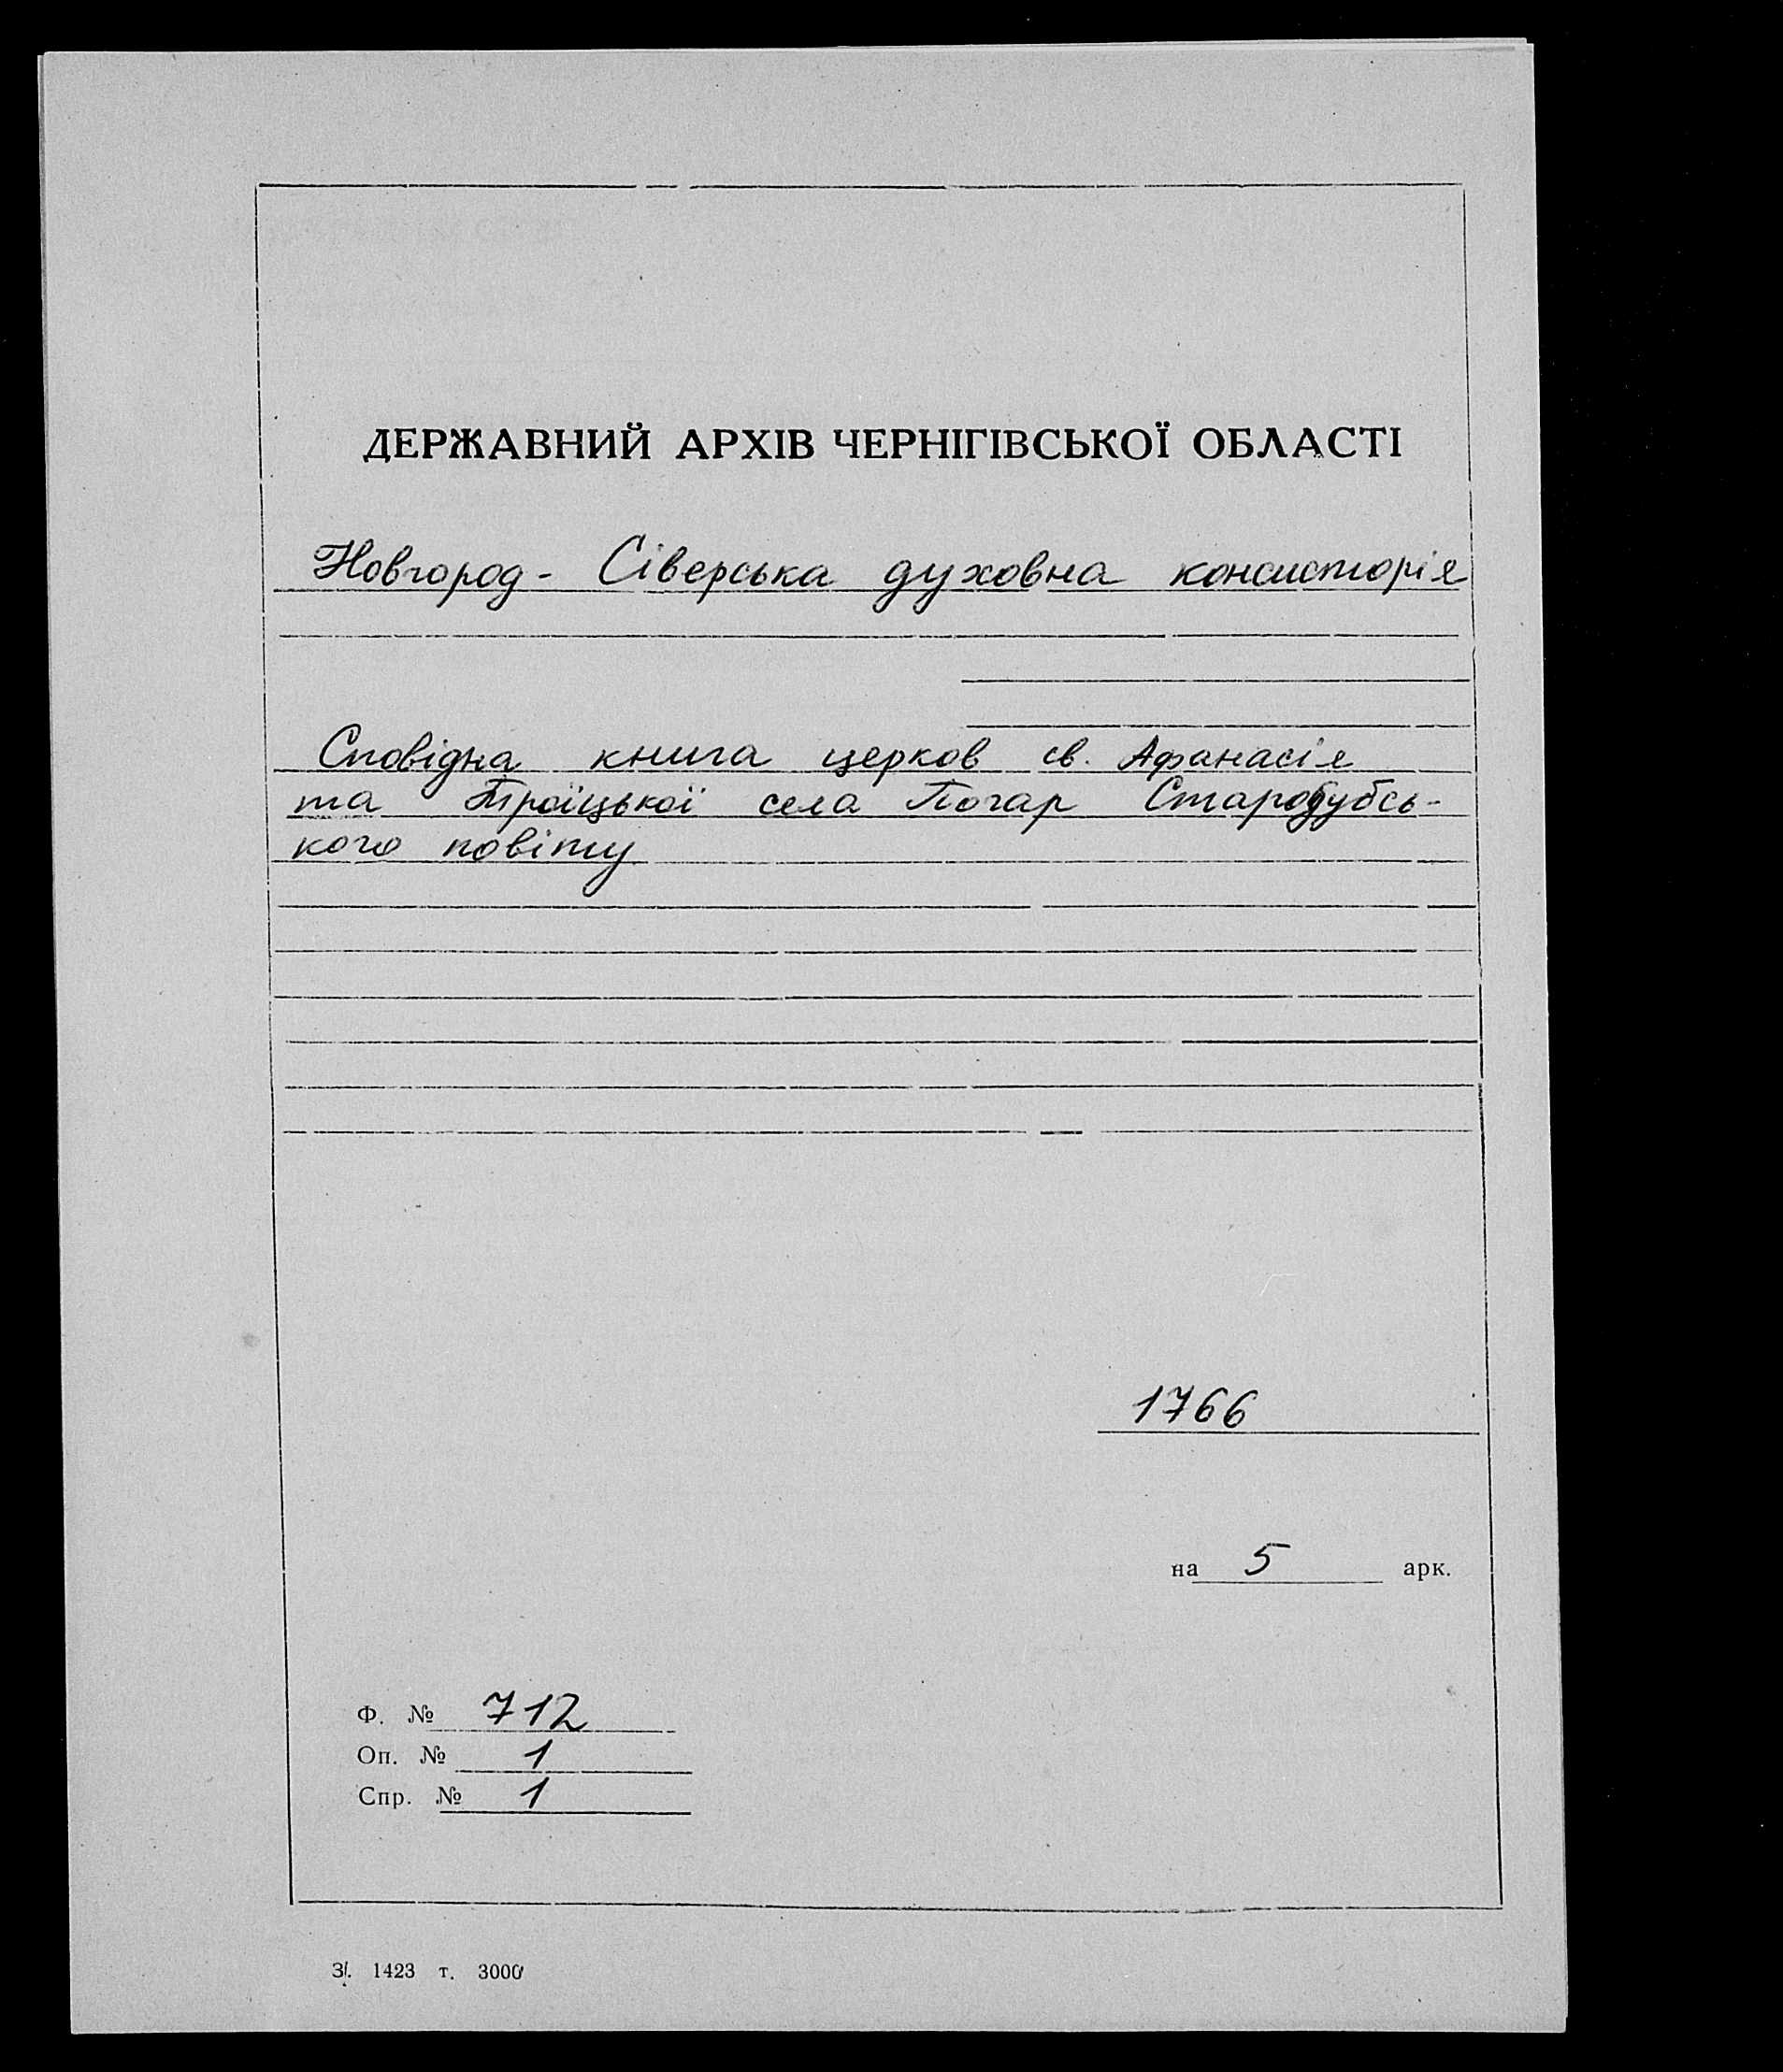 ДЕРЖАВНИЙ АРХІВ ЧЕРНІГІВСЬКОЇ ОБЛАСТІ
Новгород - Сіверська духовна консисторія
Сповідна книга церков св. Афанасія
та Троїцької села Погар Стародубсь-
кого повіту
1766
на 5 арк.
Ф. № 712
Оп. № 1
Спр. № 1
З. 1423 т. 3000